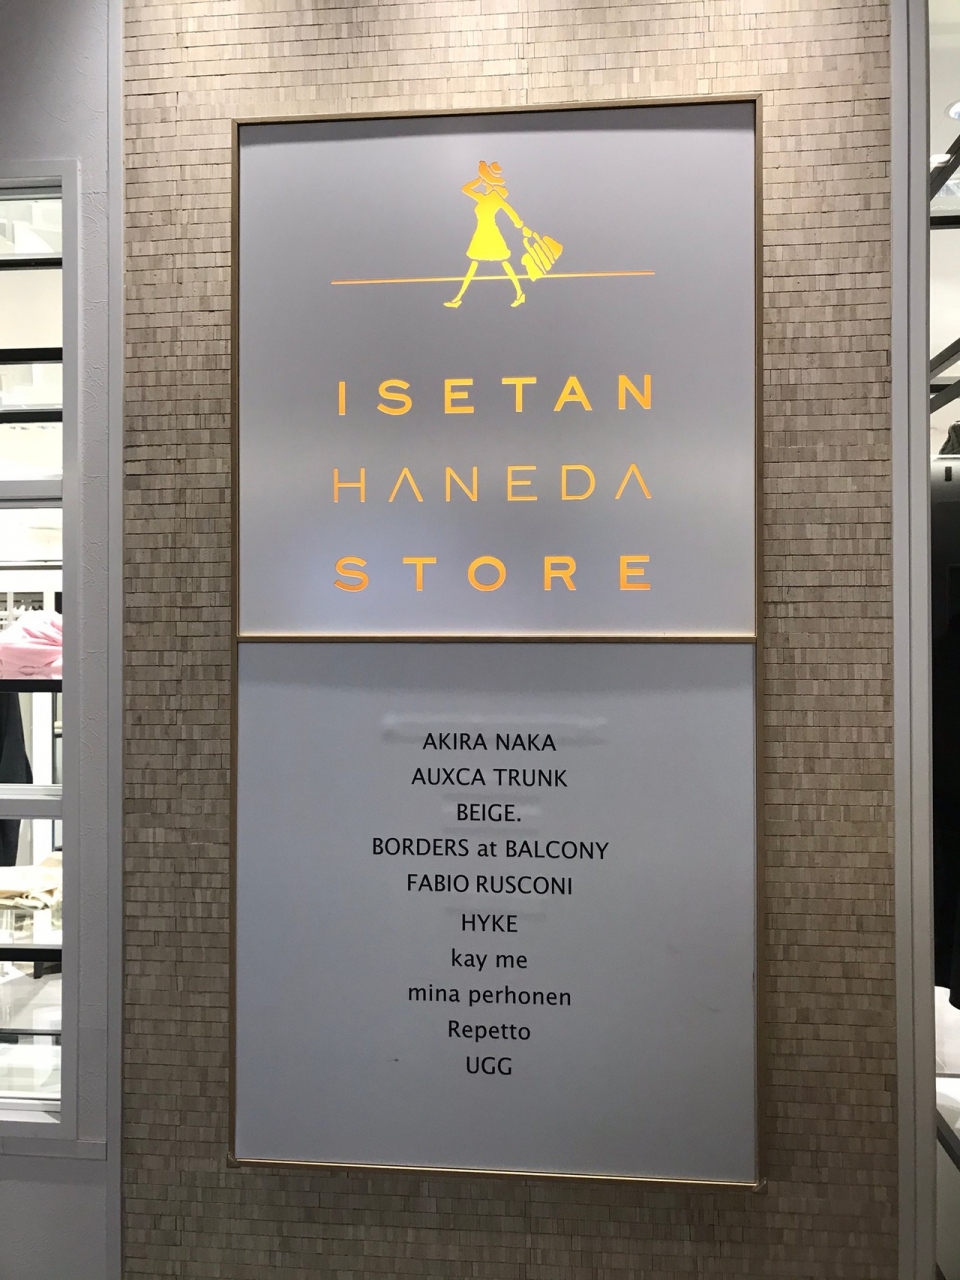 ISETAN
HANEDA
STORE
AKIRA NAKA
AUXCA TRUNK
BEIGE.
BORDERS at BALCONY
FABIO RUSCONI
HYKE
kay me
mina perhonen
Repetto
UGG